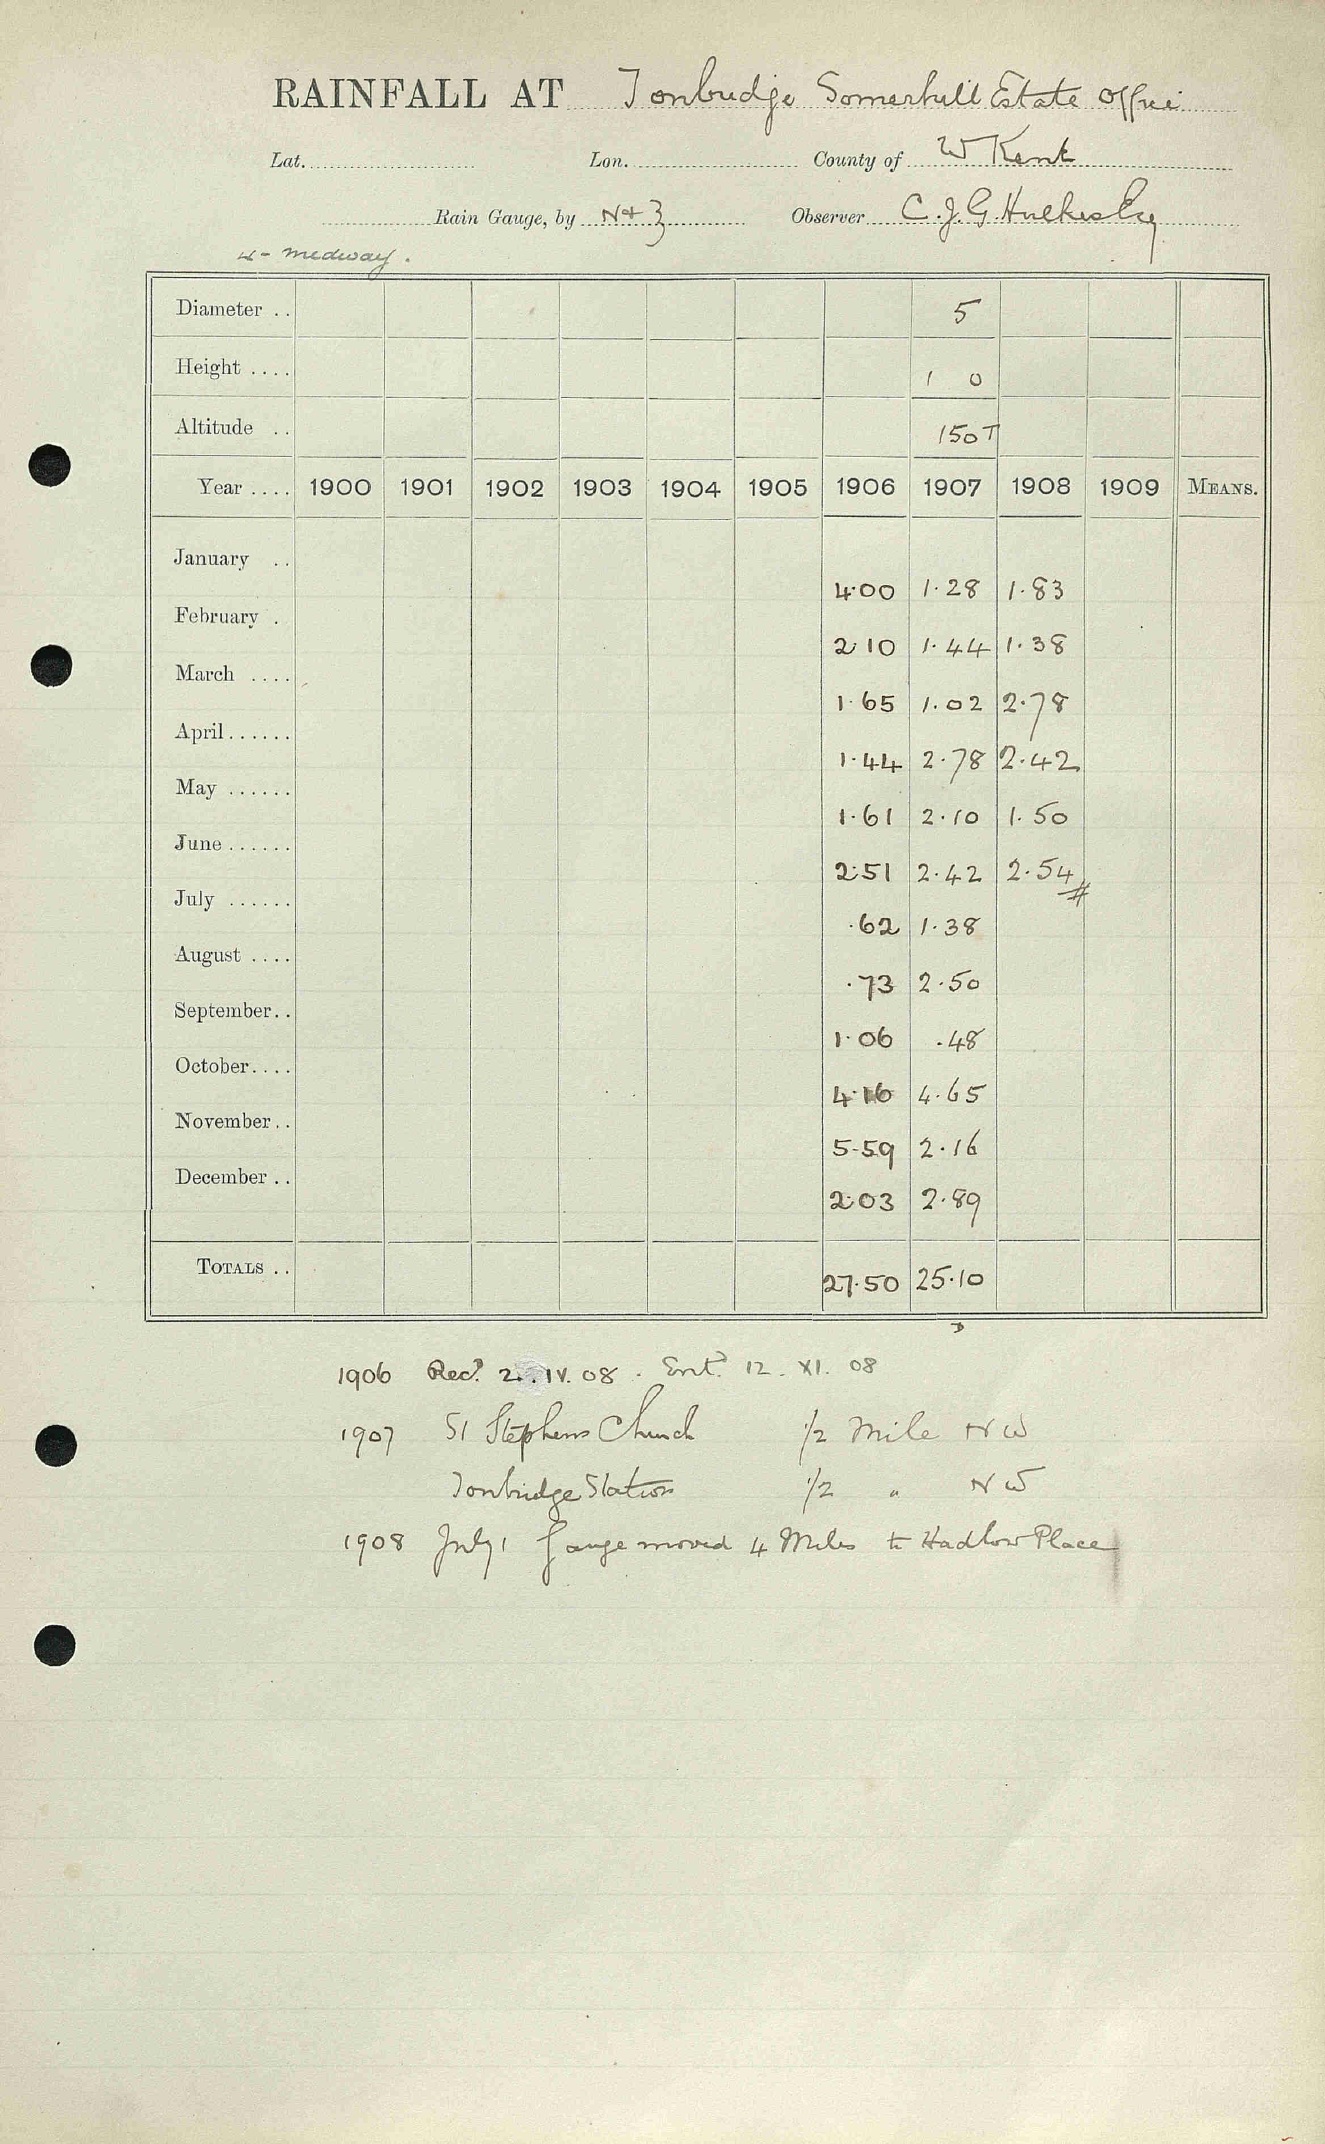 RAINFALL AT Tonbridge Somerhill Estate Office
Lat. Lon. County of W Kent
Rain Gauge, by N & Z Observer C. J. G.
4 - Medway.
Diameter .. 5
Height .... 1 0
Altitude .. 150T
Year .... 1900 1901 1902 1903 1904 1905 1906 1907 1908 1909 MEANS.
January .. 4.00 1.28 1.83
February . 2.10 1.44 1.38
March .... 1.65 1.02 2.78
April...... 1.44 2.78 2.42
May ...... 1.61 2.10 1.50
June...... 2.51 2.42 2.54
July ...... .62 1.38
August .... .73 2.50
September.. 1.06 .48
October.... 4.16 4.65
November.. 5.59 2.16
December.. 2.03 2.89
TOTALS .. 27.50 25.10
1906 Recd. IV. 08. Entd. 12. XI. 08
1907 St Stephens Church 1/2 Mile NW
Tonbridge Station 1/2 " NW
1908 July 1 Gauge moved 4 Miles to Hadlow Place